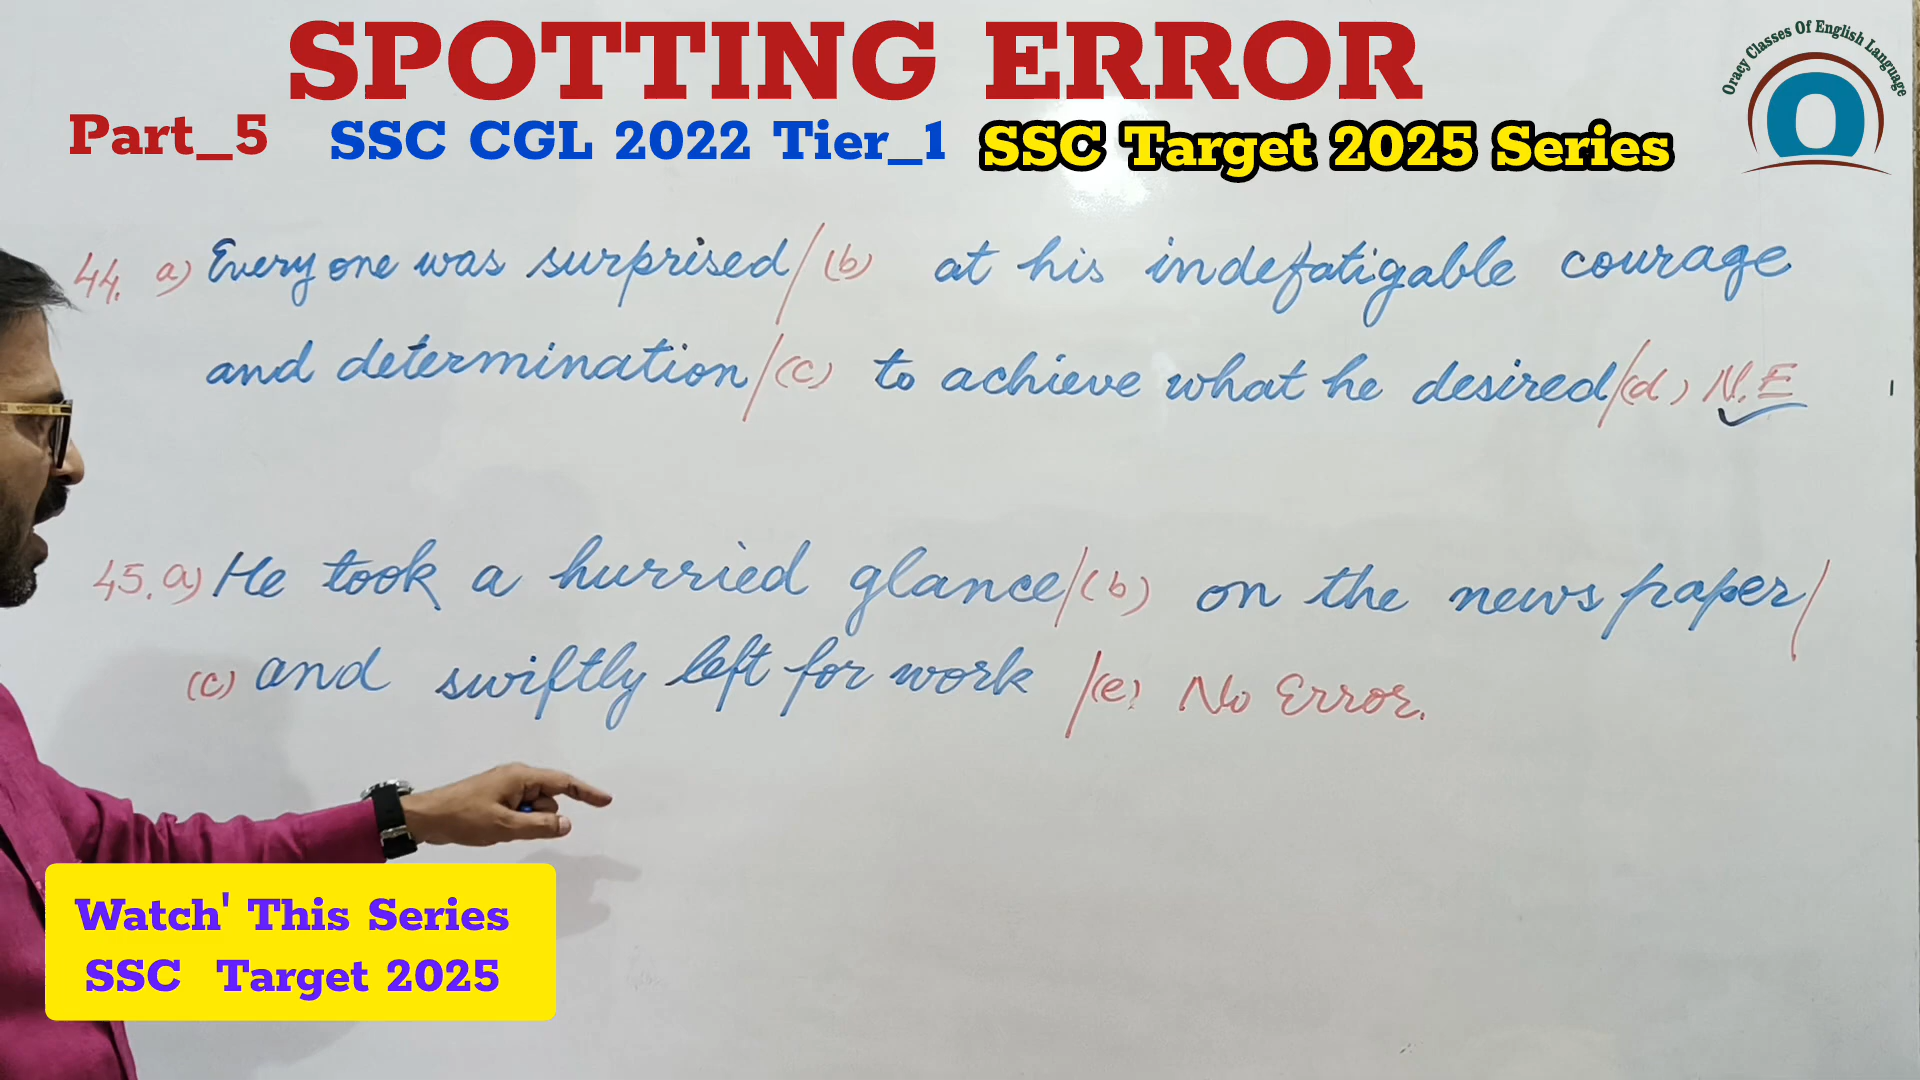 SPOTTING ERROR
Oracy Classes Of English Language
O
Part_5 SSC CGL 2022 Tier_1 SSC Target 2025 Series
44. a) Everyone was surprised/(b) at his indefatigable courage
and determination/(c) to achieve what he desired/(d) N.E
45. a) He took a hurried glance/(b) on the newspaper/
(c) and swiftly left for work /(e) No Error.
Watch' This Series
SSC Target 2025